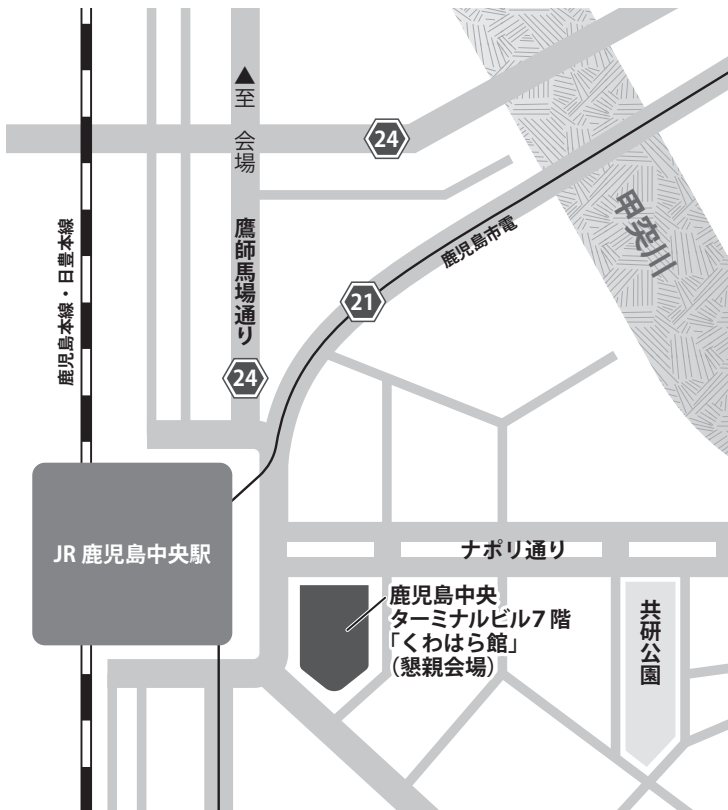 ▲至 会場
24
鷹師馬場通り
鹿児島本線・日豊本線
鹿児島市電
甲突川
21
24
JR 鹿児島中央駅
ナポリ通り
鹿児島中央
ターミナルビル7 階
「くわはら館」
(懇親会場)
共研公園